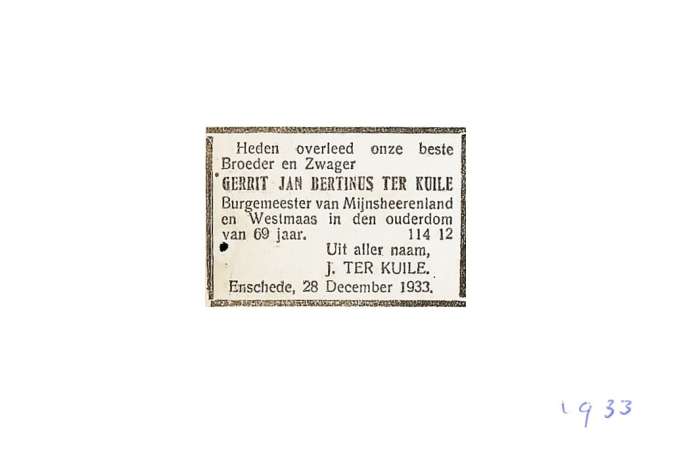 Heden overleed onze beste
Broeder en Zwager
GERRIT JAN BERTINUS TER KUILE
Burgemeester van Mijnsheerenland
en Westmaas in den ouderdom
van 69 jaar. 114 12
Uit aller naam,
J. TER KUILE.
Enschede, 28 December 1933.
1933